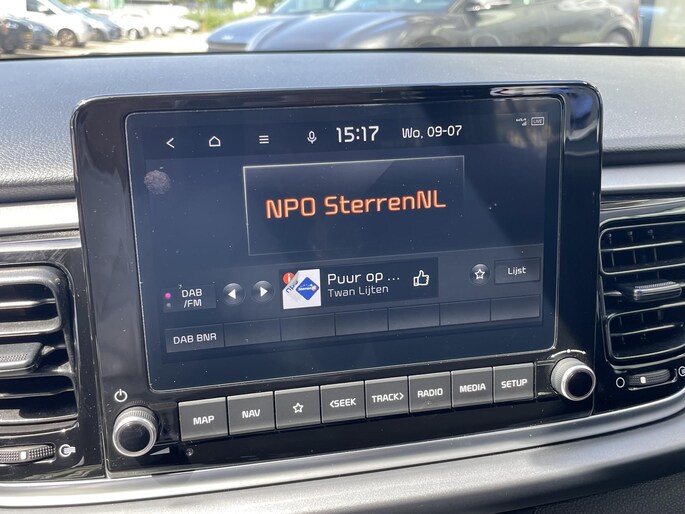 15:17 Wo, 09-07 LIVE
NPO SterrenNL
DAB
/FM
Puur op ...
Twan Lijten
Lijst
DAB BNR
MAP NAV <SEEK TRACK> RADIO MEDIA SETUP